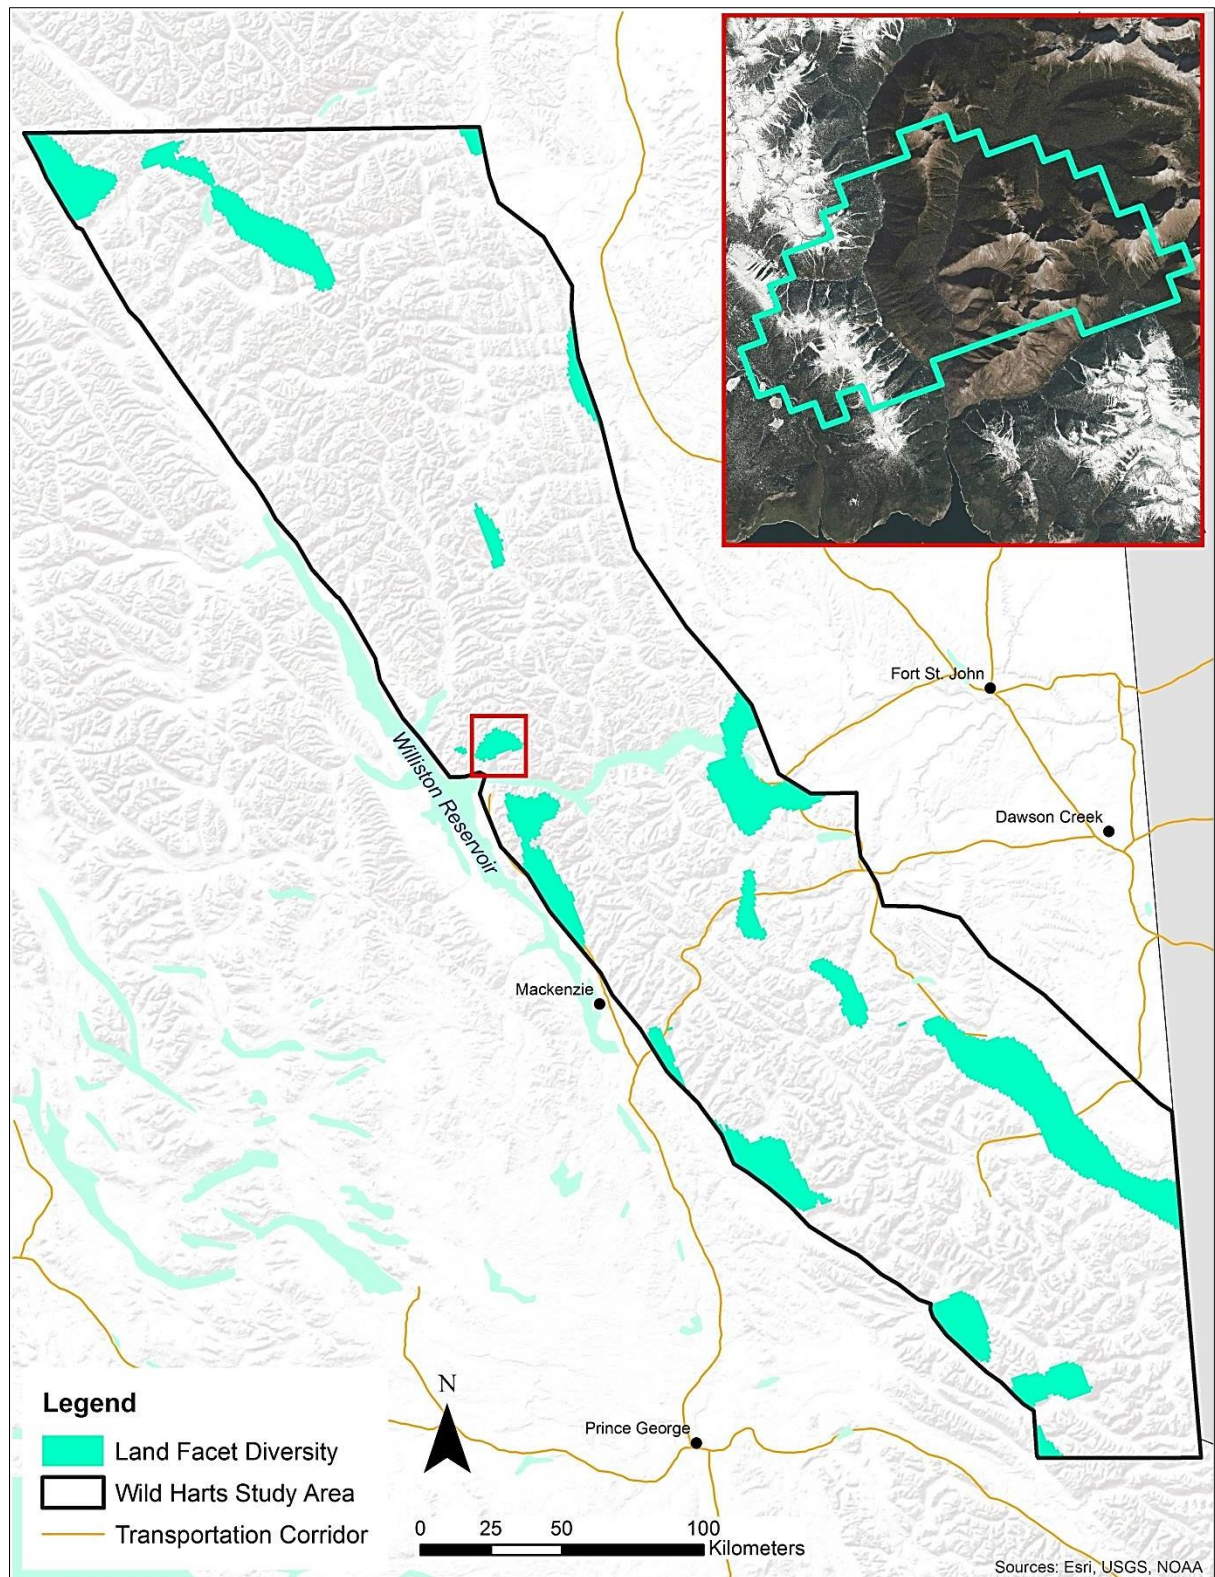 Fort St. John
Williston Reservoir
Dawson Creek
Mackenzie
Prince George
Legend
Land Facet Diversity
Wild Harts Study Area
Transportation Corridor
N
0 25 50 100
Kilometers
Sources: Esri, USGS, NOAA